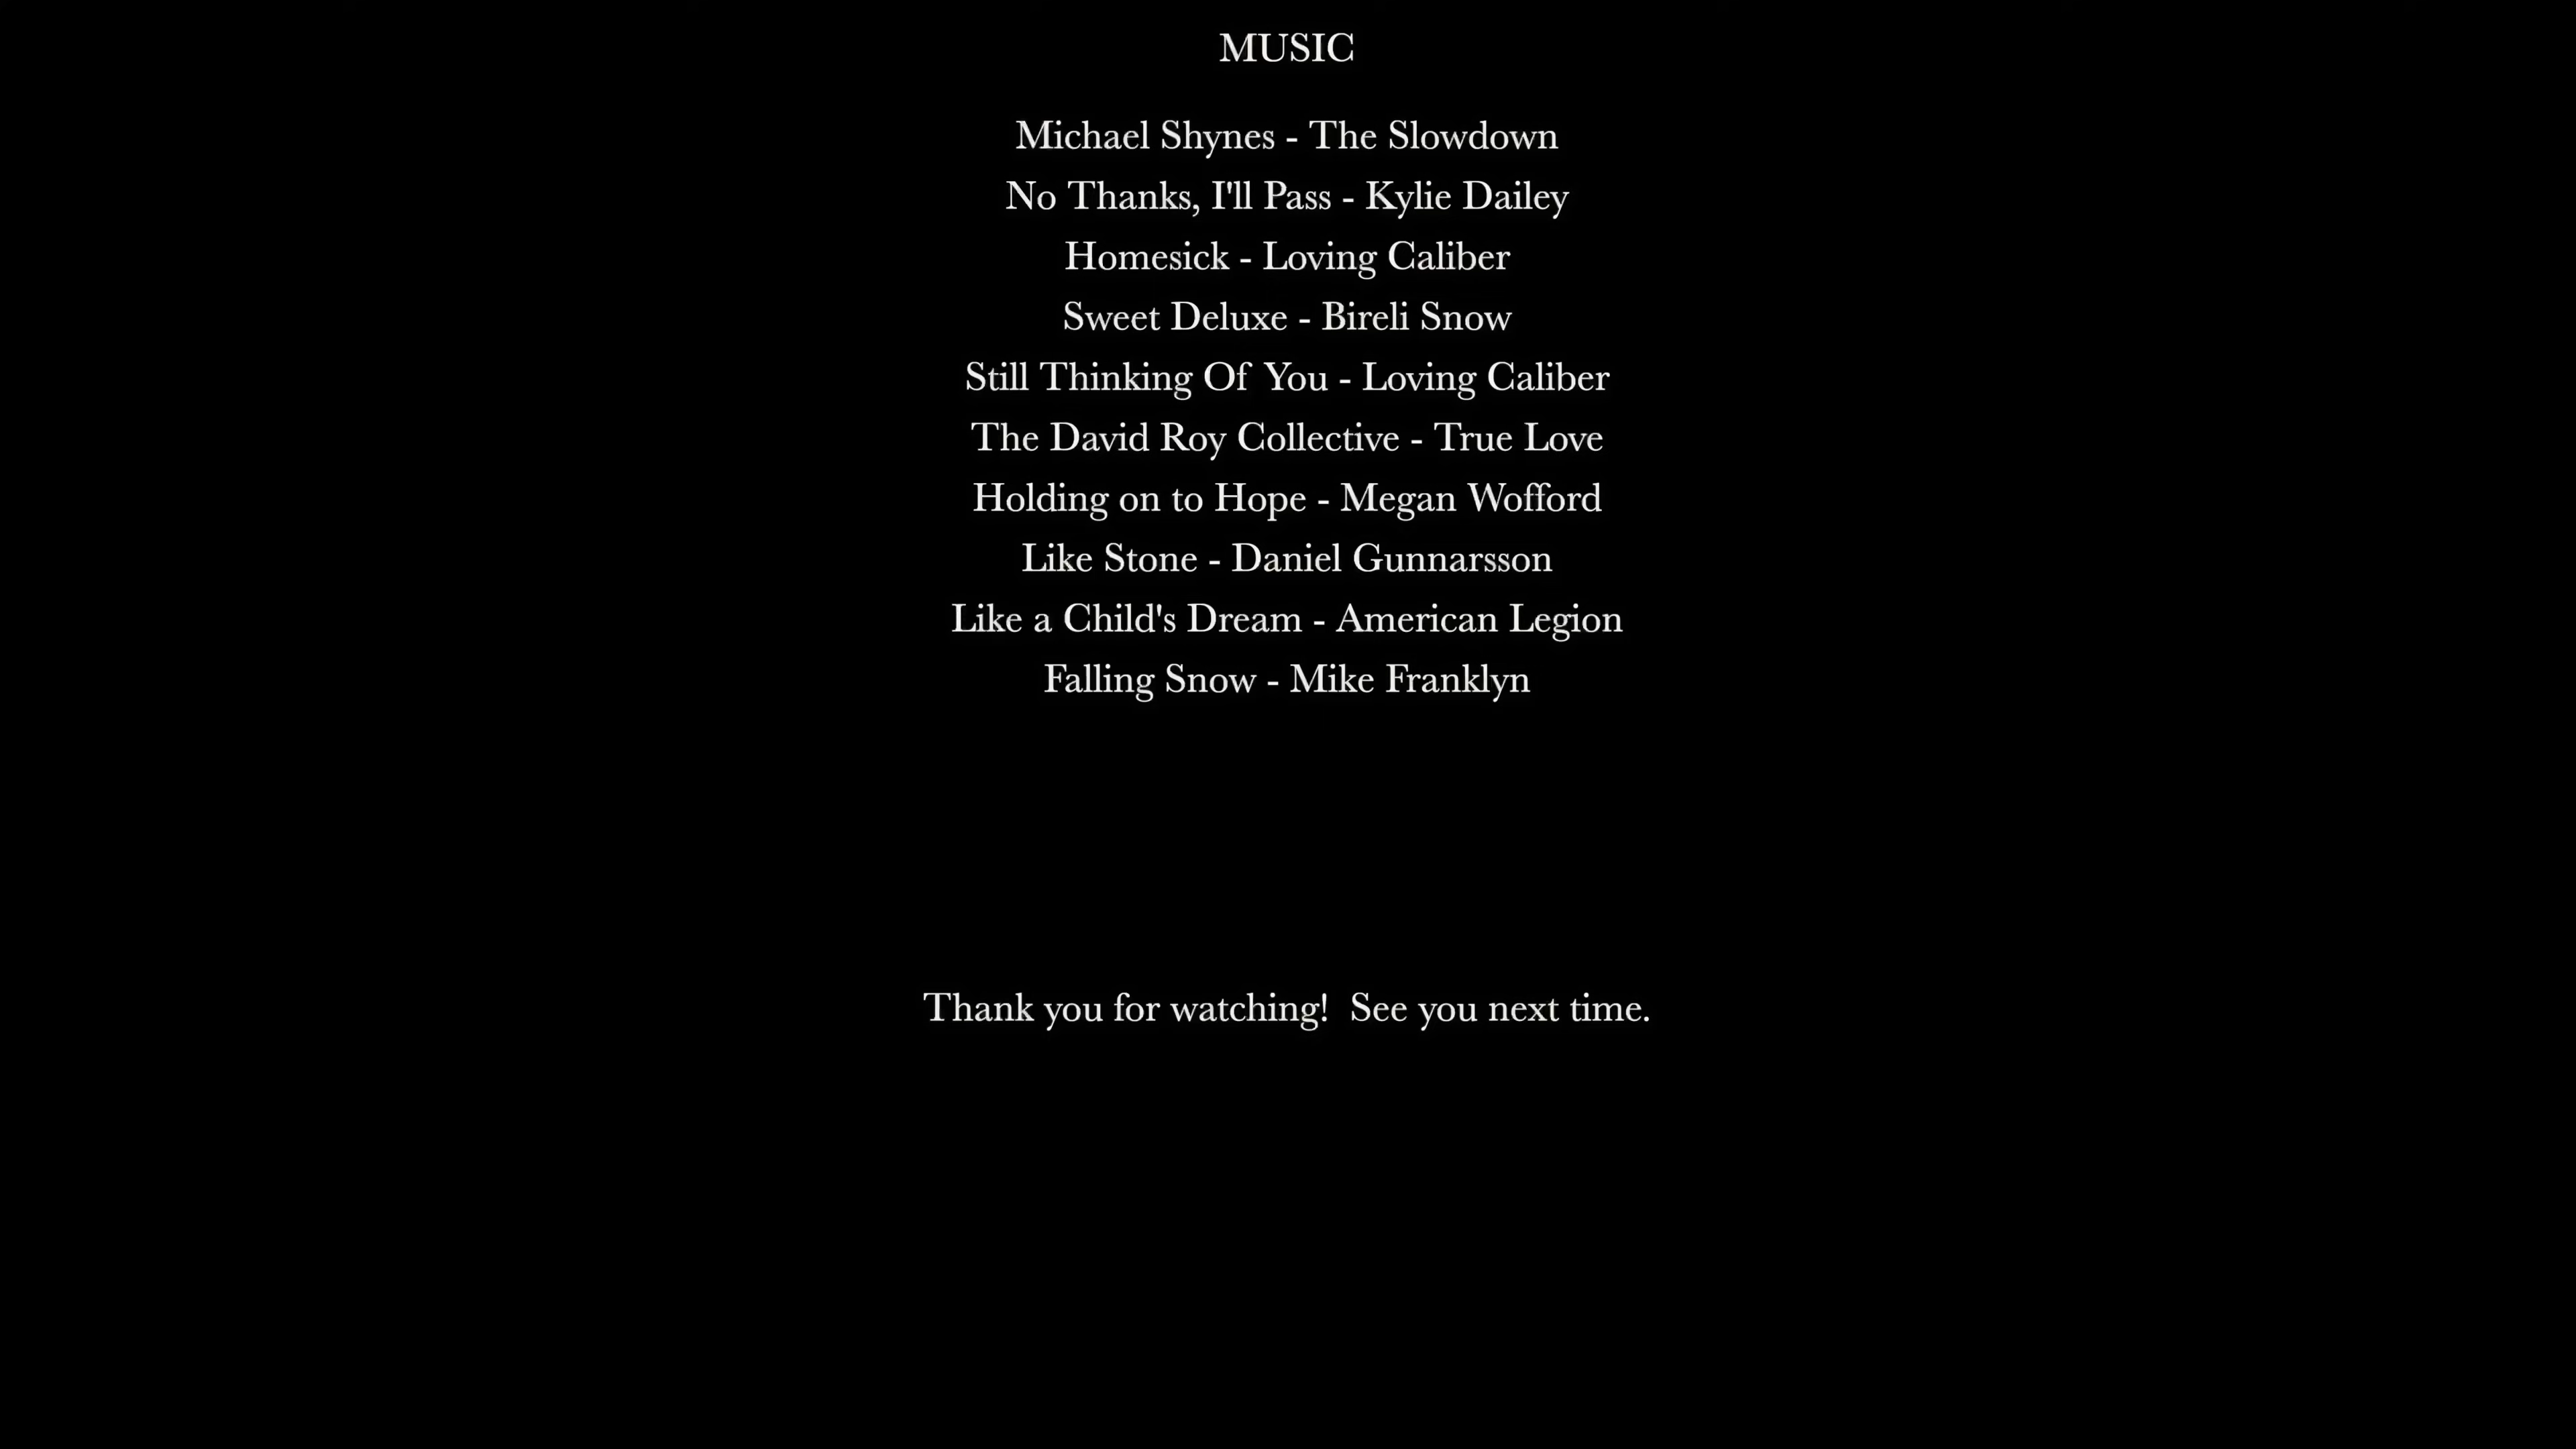 MUSIC
Michael Shynes - The Slowdown
No Thanks, I'll Pass - Kylie Dailey
Homesick - Loving Caliber
Sweet Deluxe - Bireli Snow
Still Thinking Of You - Loving Caliber
The David Roy Collective - True Love
Holding on to Hope - Megan Wofford
Like Stone - Daniel Gunnarsson
Like a Child's Dream - American Legion
Falling Snow - Mike Franklyn
Thank you for watching!  See you next time.